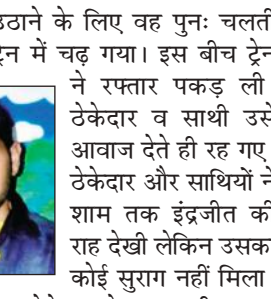 उठाने के लिए वह पुनः चलती
ट्रेन में चढ़ गया। इस बीच ट्रेन
ने रफ्तार पकड़ ली
ठेकेदार व साथी उसे
आवाज देते ही रह गए
ठेकेदार और साथियों ने
शाम तक इंद्रजीत की
राह देखी लेकिन उसका
कोई सुराग नहीं मिला